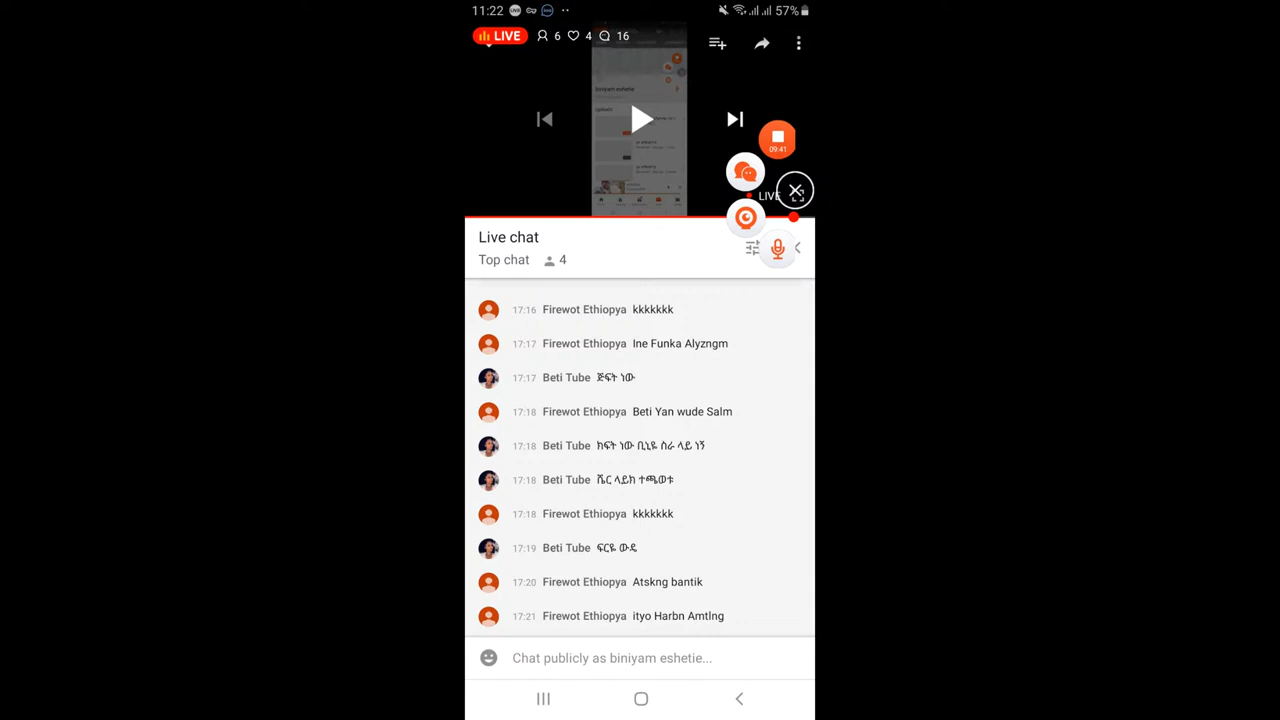 11:22 57%
LIVE 6 4 16
09:41
LIVE
Live chat
Top chat 4
17:16 Firewot Ethiopya kkkkkkk
17:17 Firewot Ethiopya Ine Funka Alyzngm
17:17 Beti Tube ጅፍት ነው
17:18 Firewot Ethiopya Beti Yan wude Salm
17:18 Beti Tube ክፍት ነው ቢኒዬ ስራ ላይ ነኝ
17:18 Beti Tube ሼር ላይክ ተጫወቱ
17:18 Firewot Ethiopya kkkkkkk
17:19 Beti Tube ፍርዬ ውዴ
17:20 Firewot Ethiopya Atskng bantik
17:21 Firewot Ethiopya ityo Harbn Amtlng
Chat publicly as biniyam eshetie...